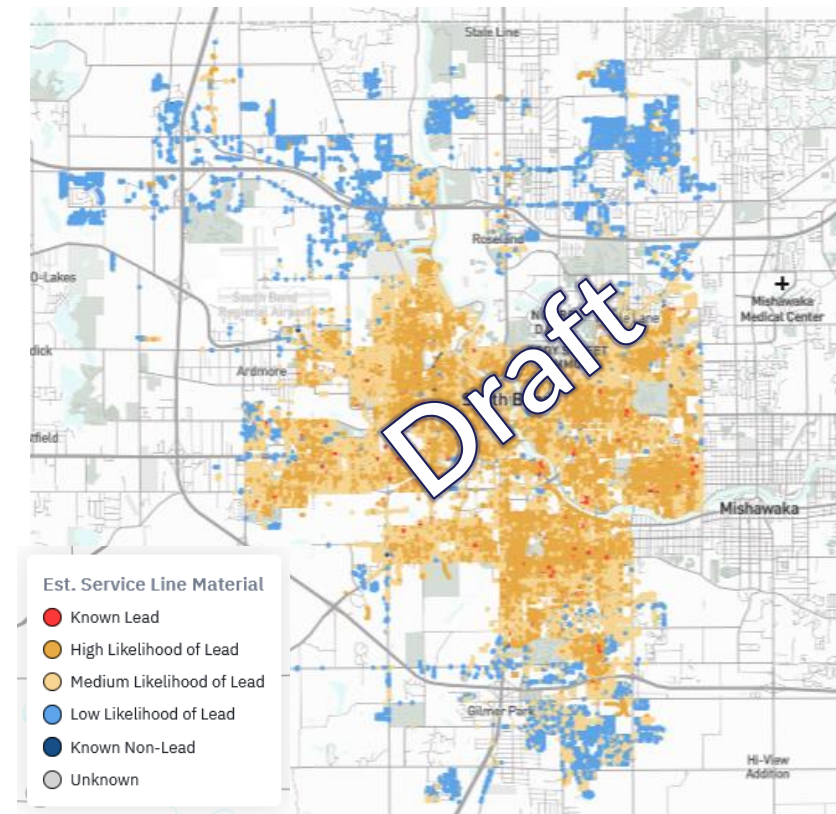 State Line
Roseland
O-Lakes
South Bend
Regional Airport
Mishawaka
Medical Center
dick
Ardmore
Draft
Mishawaka
Gilmer Park
Hi-View
Addition
Est. Service Line Material
Known Lead
High Likelihood of Lead
Medium Likelihood of Lead
Low Likelihood of Lead
Known Non-Lead
Unknown